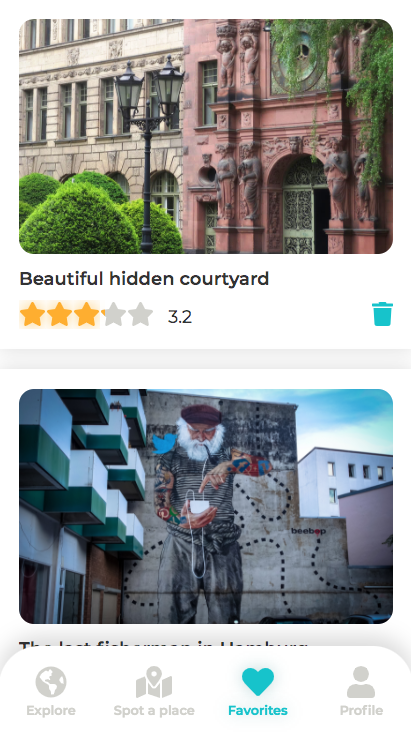 Beautiful hidden courtyard
3.2
beebop
The last fisherman in Hamburg
Explore
Spot a place
Favorites
Profile